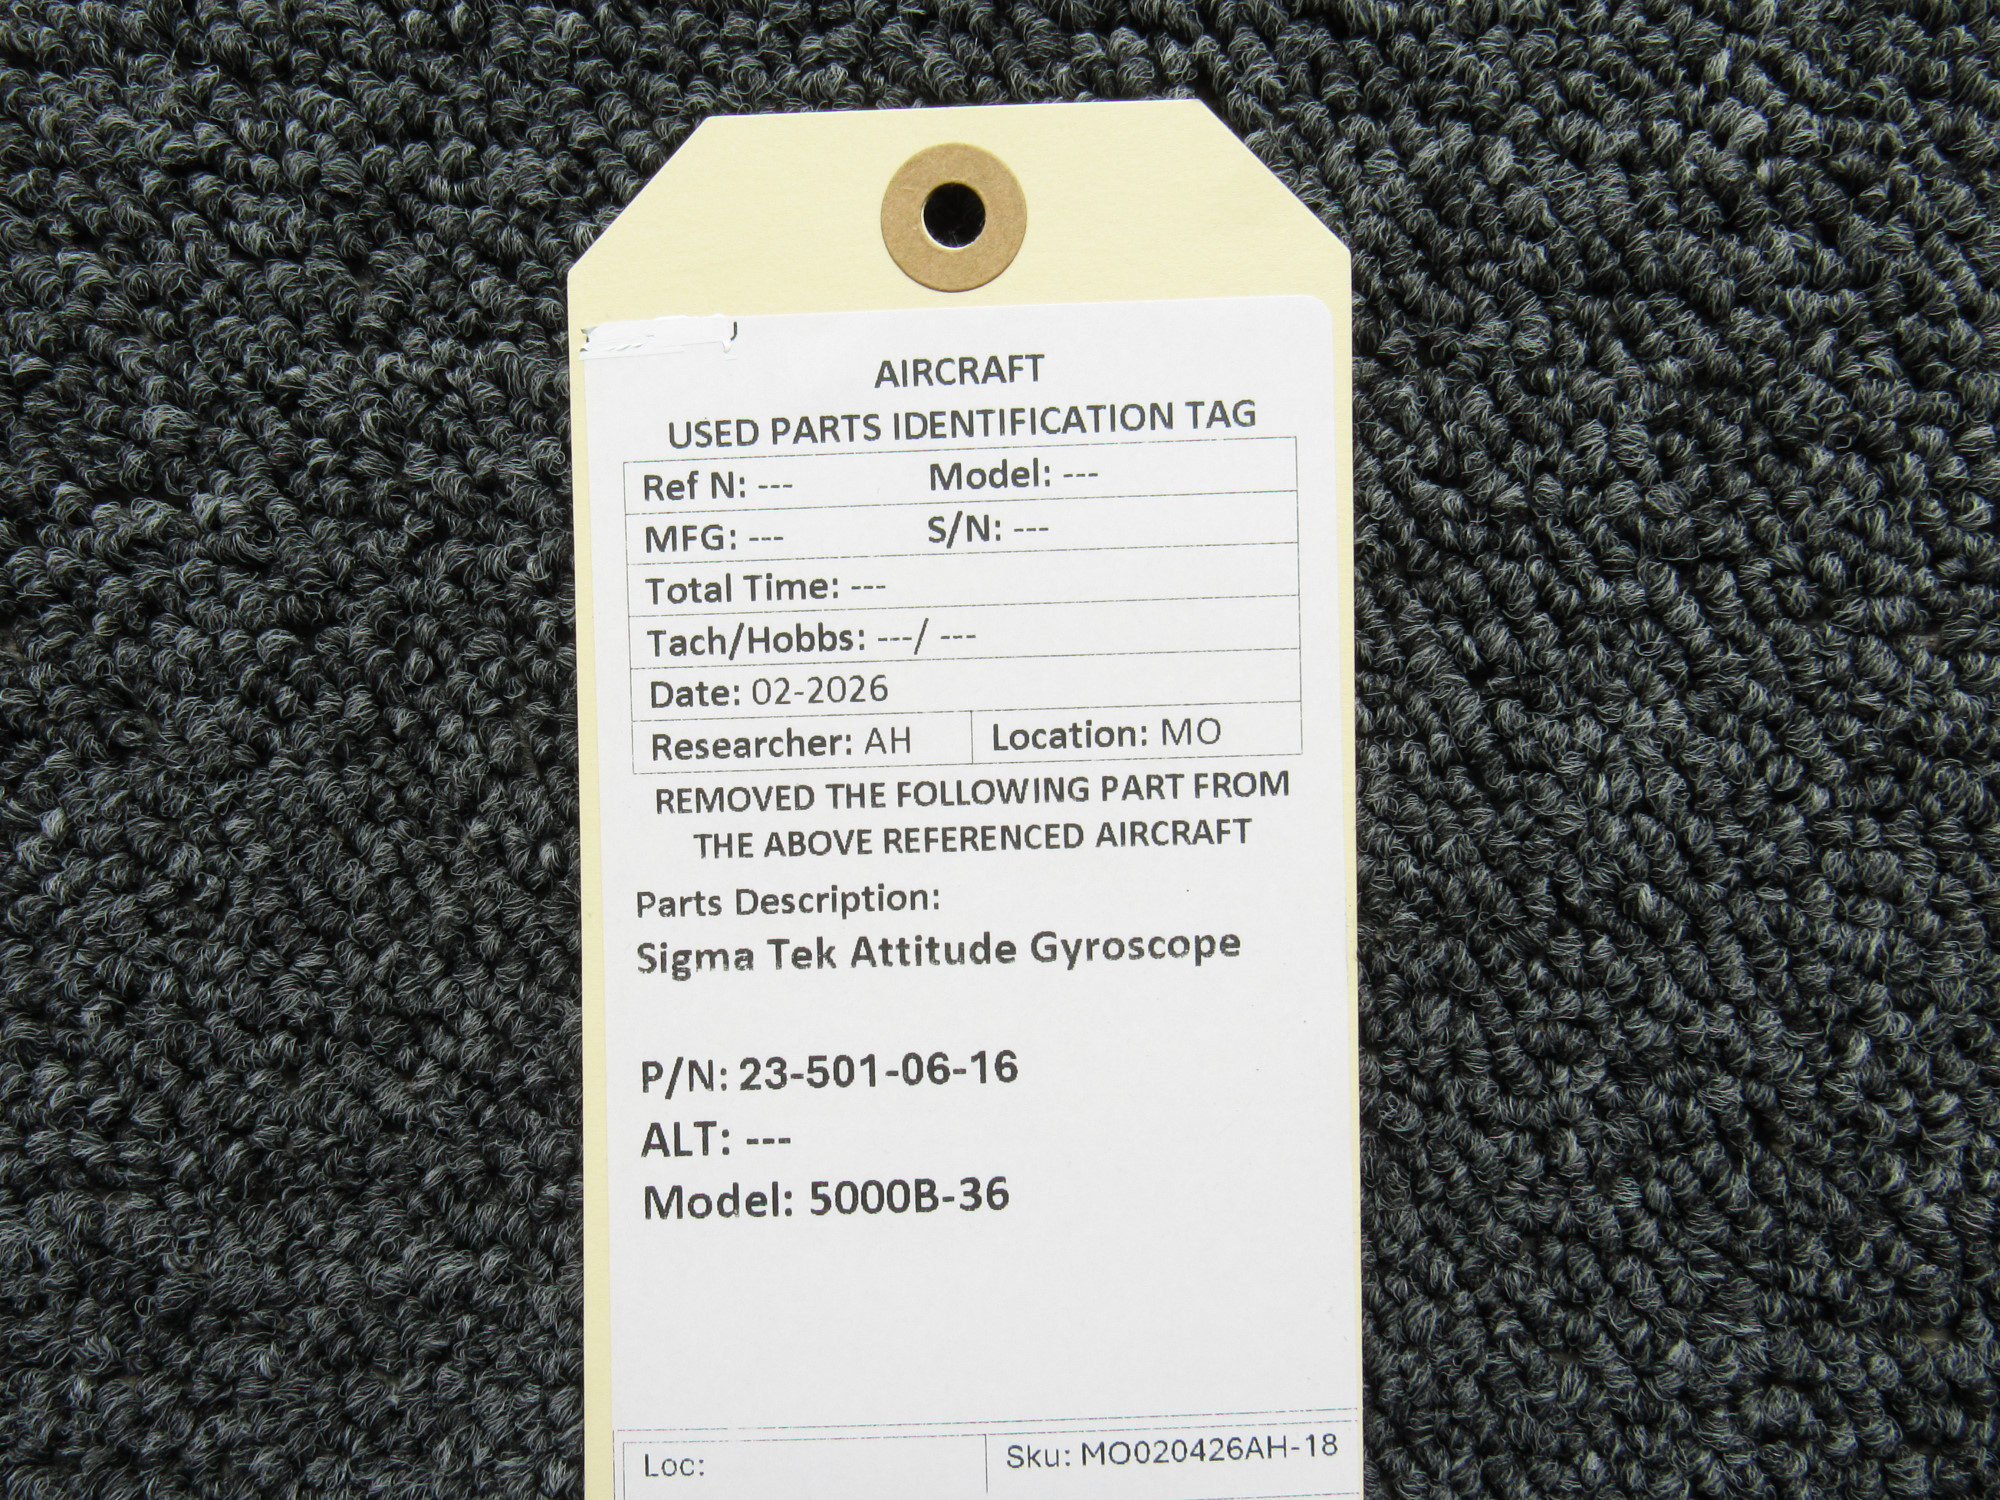 AIRCRAFT
USED PARTS IDENTIFICATION TAG
Ref N: --- Model: ---
MFG: --- S/N: ---
Total Time: ---
Tach/Hobbs: ---/ ---
Date: 02-2026
Researcher: AH Location: MO
REMOVED THE FOLLOWING PART FROM
THE ABOVE REFERENCED AIRCRAFT
Parts Description:
Sigma Tek Attitude Gyroscope
P/N: 23-501-06-16
ALT: ---
Model: 5000B-36
Loc: Sku: MO020426AH-18